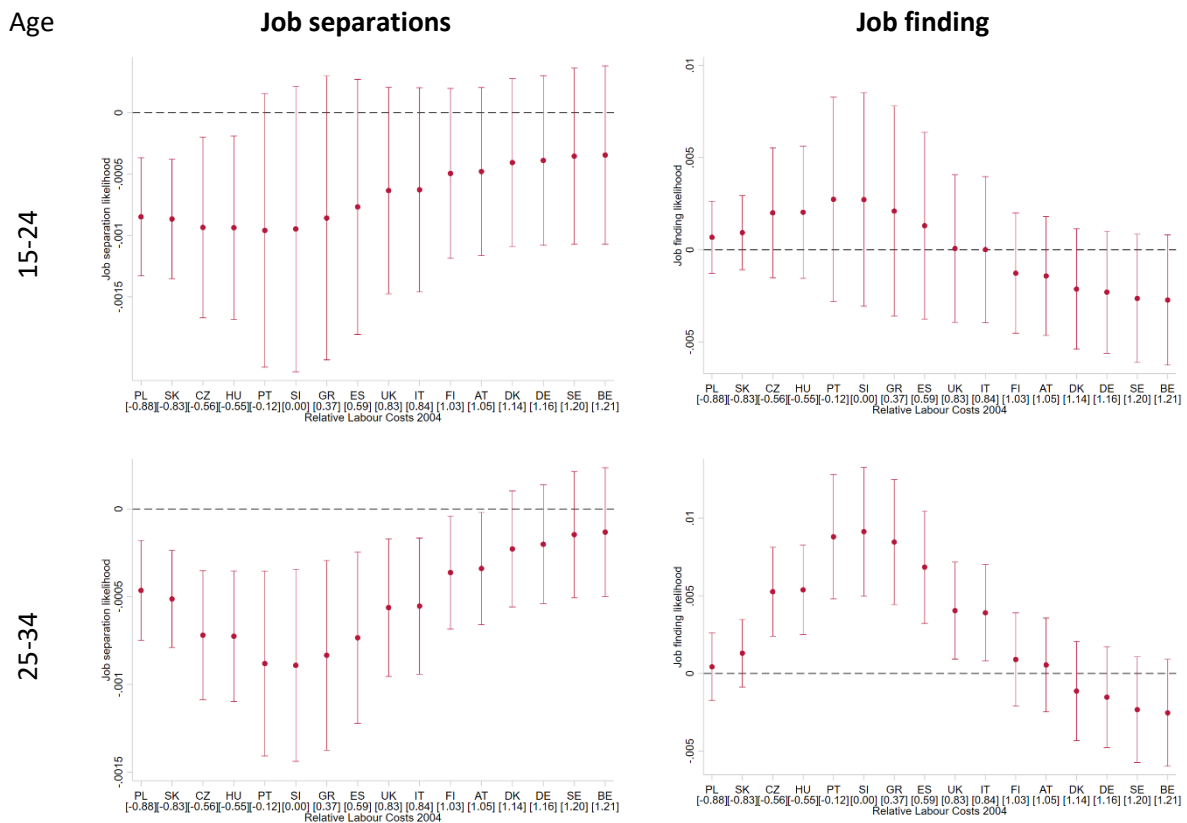 Age Job separations Job finding
15-24
Job separation likelihood
0
-.0005
-.001
-.0015
PL SK CZ HU PT SI GR ES UK IT FI AT DK DE SE BE
[-0.88][-0.83][-0.56][-0.55][-0.12] [0.00] [0.37] [0.59] [0.83] [0.84] [1.03] [1.05] [1.14] [1.16] [1.20] [1.21]
Relative Labour Costs 2004
Job finding likelihood
.01
.005
0
-.005
PL SK CZ HU PT SI GR ES UK IT FI AT DK DE SE BE
[-0.88][-0.83][-0.56][-0.55][-0.12] [0.00] [0.37] [0.59] [0.83] [0.84] [1.03] [1.05] [1.14] [1.16] [1.20] [1.21]
Relative Labour Costs 2004
25-34
Job separation likelihood
0
-.0005
-.001
-.0015
PL SK CZ HU PT SI GR ES UK IT FI AT DK DE SE BE
[-0.88][-0.83][-0.56][-0.55][-0.12] [0.00] [0.37] [0.59] [0.83] [0.84] [1.03] [1.05] [1.14] [1.16] [1.20] [1.21]
Relative Labour Costs 2004
Job finding likelihood
.01
.005
0
-.005
PL SK CZ HU PT SI GR ES UK IT FI AT DK DE SE BE
[-0.88][-0.83][-0.56][-0.55][-0.12] [0.00] [0.37] [0.59] [0.83] [0.84] [1.03] [1.05] [1.14] [1.16] [1.20] [1.21]
Relative Labour Costs 2004